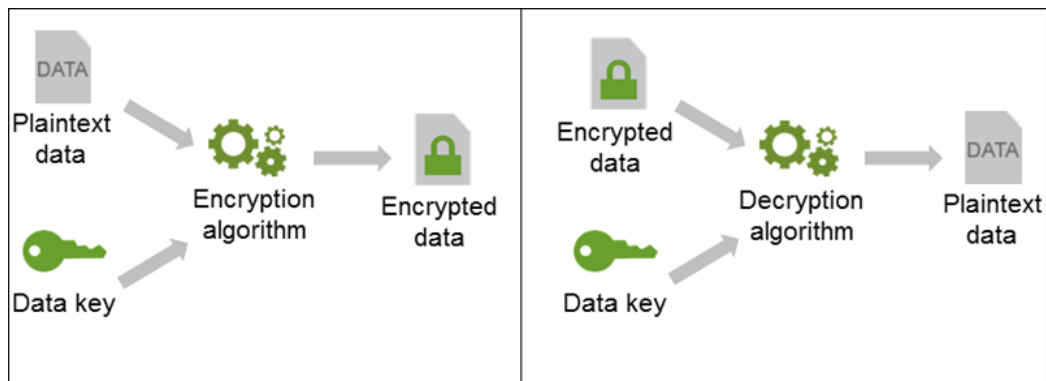 DATA
Plaintext
data
Encryption
algorithm
Encrypted
data
Data key
Encrypted
data
Decryption
algorithm
DATA
Plaintext
data
Data key